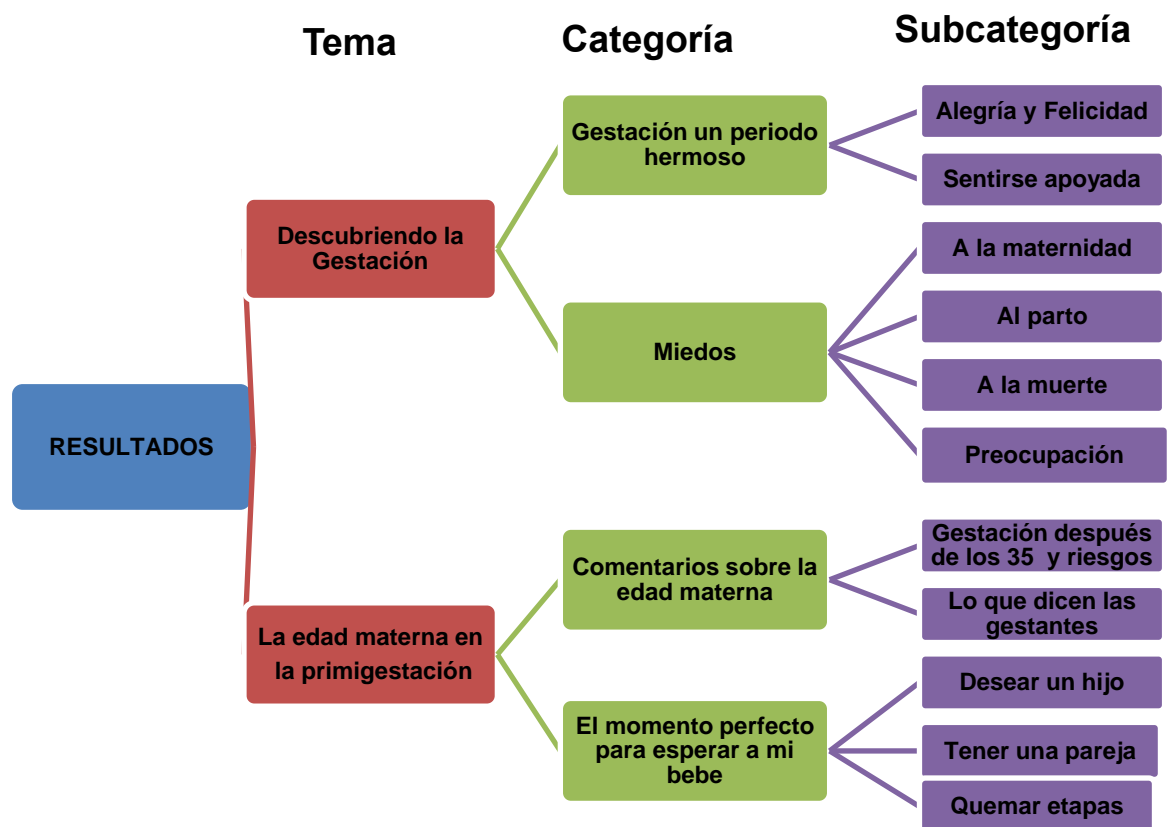 Tema
Categoría
Subcategoría
RESULTADOS
Descubriendo la
Gestación
Gestación un periodo
hermoso
Alegría y Felicidad
Sentirse apoyada
Miedos
A la maternidad
Al parto
A la muerte
Preocupación
La edad materna en
la primigestación
Comentarios sobre la
edad materna
Gestación después
de los 35 y riesgos
Lo que dicen las
gestantes
El momento perfecto
para esperar a mi
bebe
Desear un hijo
Tener una pareja
Quemar etapas